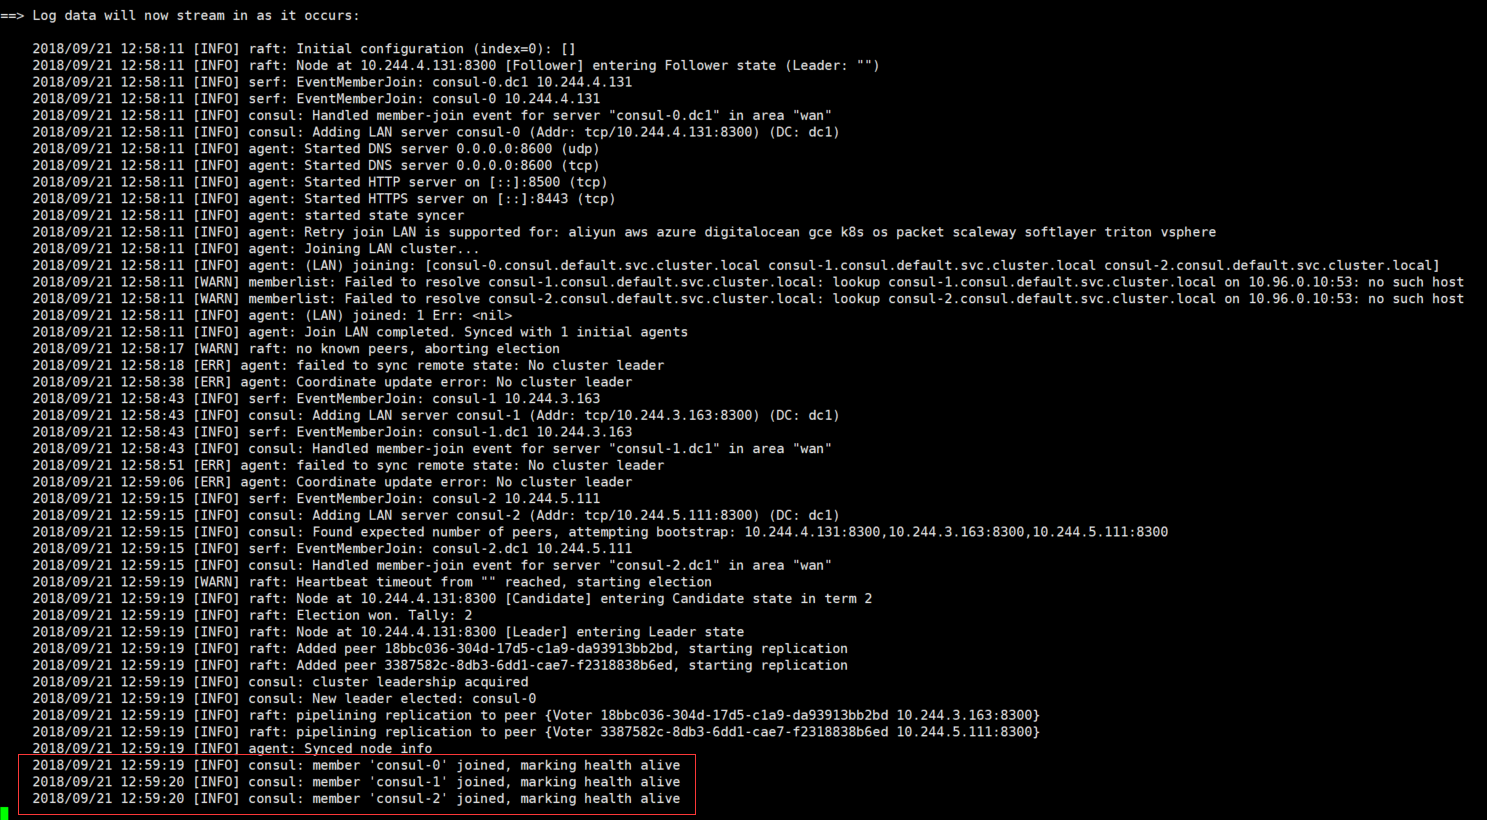 ==> Log data will now stream in as it occurs:
2018/09/21 12:58:11 [INFO] raft: Initial configuration (index=0): []
2018/09/21 12:58:11 [INFO] raft: Node at 10.244.4.131:8300 [Follower] entering Follower state (Leader: "")
2018/09/21 12:58:11 [INFO] serf: EventMemberJoin: consul-0.dc1 10.244.4.131
2018/09/21 12:58:11 [INFO] serf: EventMemberJoin: consul-0 10.244.4.131
2018/09/21 12:58:11 [INFO] consul: Handled member-join event for server "consul-0.dc1" in area "wan"
2018/09/21 12:58:11 [INFO] consul: Adding LAN server consul-0 (Addr: tcp/10.244.4.131:8300) (DC: dc1)
2018/09/21 12:58:11 [INFO] agent: Started DNS server 0.0.0.0:8600 (udp)
2018/09/21 12:58:11 [INFO] agent: Started DNS server 0.0.0.0:8600 (tcp)
2018/09/21 12:58:11 [INFO] agent: Started HTTP server on [::]:8500 (tcp)
2018/09/21 12:58:11 [INFO] agent: Started HTTPS server on [::]:8443 (tcp)
2018/09/21 12:58:11 [INFO] agent: started state syncer
2018/09/21 12:58:11 [INFO] agent: Retry join LAN is supported for: aliyun aws azure digitalocean gce k8s os packet scaleway softlayer triton vsphere
2018/09/21 12:58:11 [INFO] agent: Joining LAN cluster...
2018/09/21 12:58:11 [INFO] agent: (LAN) joining: [consul-0.consul.default.svc.cluster.local consul-1.consul.default.svc.cluster.local consul-2.consul.default.svc.cluster.local]
2018/09/21 12:58:11 [WARN] memberlist: Failed to resolve consul-1.consul.default.svc.cluster.local: lookup consul-1.consul.default.svc.cluster.local on 10.96.0.10:53: no such host
2018/09/21 12:58:11 [WARN] memberlist: Failed to resolve consul-2.consul.default.svc.cluster.local: lookup consul-2.consul.default.svc.cluster.local on 10.96.0.10:53: no such host
2018/09/21 12:58:11 [INFO] agent: (LAN) joined: 1 Err: <nil>
2018/09/21 12:58:11 [INFO] agent: Join LAN completed. Synced with 1 initial agents
2018/09/21 12:58:17 [WARN] raft: no known peers, aborting election
2018/09/21 12:58:18 [ERR] agent: failed to sync remote state: No cluster leader
2018/09/21 12:58:38 [ERR] agent: Coordinate update error: No cluster leader
2018/09/21 12:58:43 [INFO] serf: EventMemberJoin: consul-1 10.244.3.163
2018/09/21 12:58:43 [INFO] consul: Adding LAN server consul-1 (Addr: tcp/10.244.3.163:8300) (DC: dc1)
2018/09/21 12:58:43 [INFO] serf: EventMemberJoin: consul-1.dc1 10.244.3.163
2018/09/21 12:58:43 [INFO] consul: Handled member-join event for server "consul-1.dc1" in area "wan"
2018/09/21 12:58:51 [ERR] agent: failed to sync remote state: No cluster leader
2018/09/21 12:59:06 [ERR] agent: Coordinate update error: No cluster leader
2018/09/21 12:59:15 [INFO] serf: EventMemberJoin: consul-2 10.244.5.111
2018/09/21 12:59:15 [INFO] consul: Adding LAN server consul-2 (Addr: tcp/10.244.5.111:8300) (DC: dc1)
2018/09/21 12:59:15 [INFO] consul: Found expected number of peers, attempting bootstrap: 10.244.4.131:8300,10.244.3.163:8300,10.244.5.111:8300
2018/09/21 12:59:15 [INFO] serf: EventMemberJoin: consul-2.dc1 10.244.5.111
2018/09/21 12:59:15 [INFO] consul: Handled member-join event for server "consul-2.dc1" in area "wan"
2018/09/21 12:59:19 [WARN] raft: Heartbeat timeout from "" reached, starting election
2018/09/21 12:59:19 [INFO] raft: Node at 10.244.4.131:8300 [Candidate] entering Candidate state in term 2
2018/09/21 12:59:19 [INFO] raft: Election won. Tally: 2
2018/09/21 12:59:19 [INFO] raft: Node at 10.244.4.131:8300 [Leader] entering Leader state
2018/09/21 12:59:19 [INFO] raft: Added peer 18bbc036-304d-17d5-c1a9-da93913bb2bd, starting replication
2018/09/21 12:59:19 [INFO] raft: Added peer 3387582c-8db3-6dd1-cae7-f2318838b6ed, starting replication
2018/09/21 12:59:19 [INFO] consul: cluster leadership acquired
2018/09/21 12:59:19 [INFO] consul: New leader elected: consul-0
2018/09/21 12:59:19 [INFO] raft: pipelining replication to peer {Voter 18bbc036-304d-17d5-c1a9-da93913bb2bd 10.244.3.163:8300}
2018/09/21 12:59:19 [INFO] raft: pipelining replication to peer {Voter 3387582c-8db3-6dd1-cae7-f2318838b6ed 10.244.5.111:8300}
2018/09/21 12:59:19 [INFO] agent: Synced node info
2018/09/21 12:59:19 [INFO] consul: member 'consul-0' joined, marking health alive
2018/09/21 12:59:20 [INFO] consul: member 'consul-1' joined, marking health alive
2018/09/21 12:59:20 [INFO] consul: member 'consul-2' joined, marking health alive